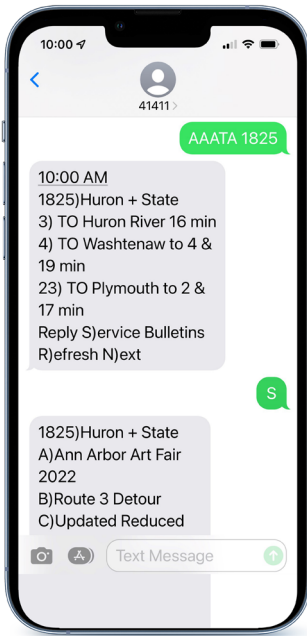 10:00
41411 >
AAATA 1825
10:00 AM
1825)Huron + State
3) TO Huron River 16 min
4) TO Washtenaw to 4 &
19 min
23) TO Plymouth to 2 &
17 min
Reply S)ervice Bulletins
R)efresh N)ext
S
1825)Huron + State
A)Ann Arbor Art Fair
2022
B)Route 3 Detour
C)Updated Reduced
Text Message